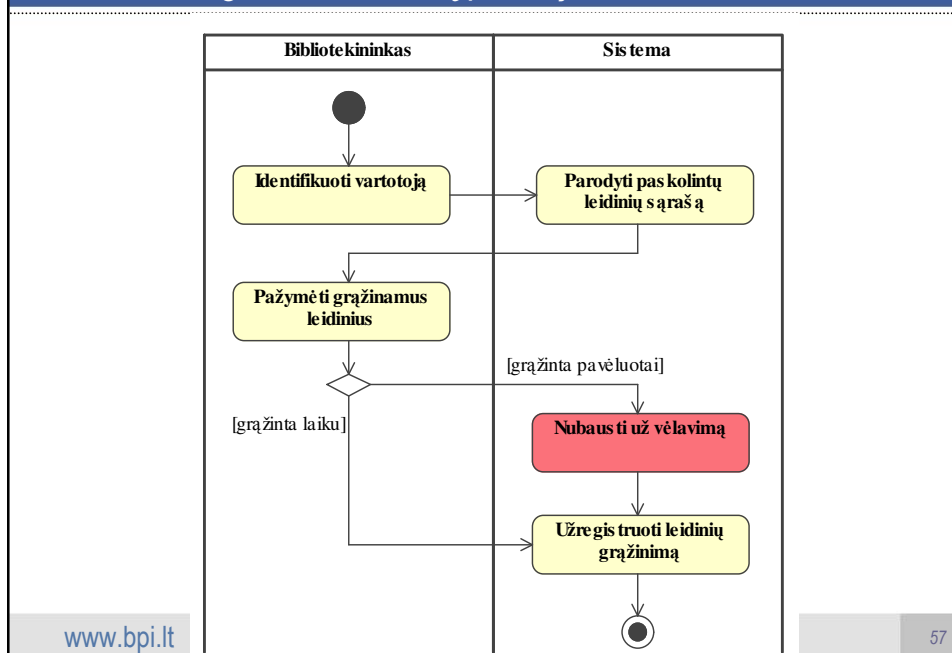 Bibliotekininkas
Sistema
Identifikuoti vartotoją
Parodyti paskolintų
leidinių sąrašą
Pažymėti grąžinamus
leidinius
[grąžinta pavėluotai]
[grąžinta laiku]
Nubausti už vėlavimą
Užregistruoti leidinių
grąžinimą
www.bpi.lt
57